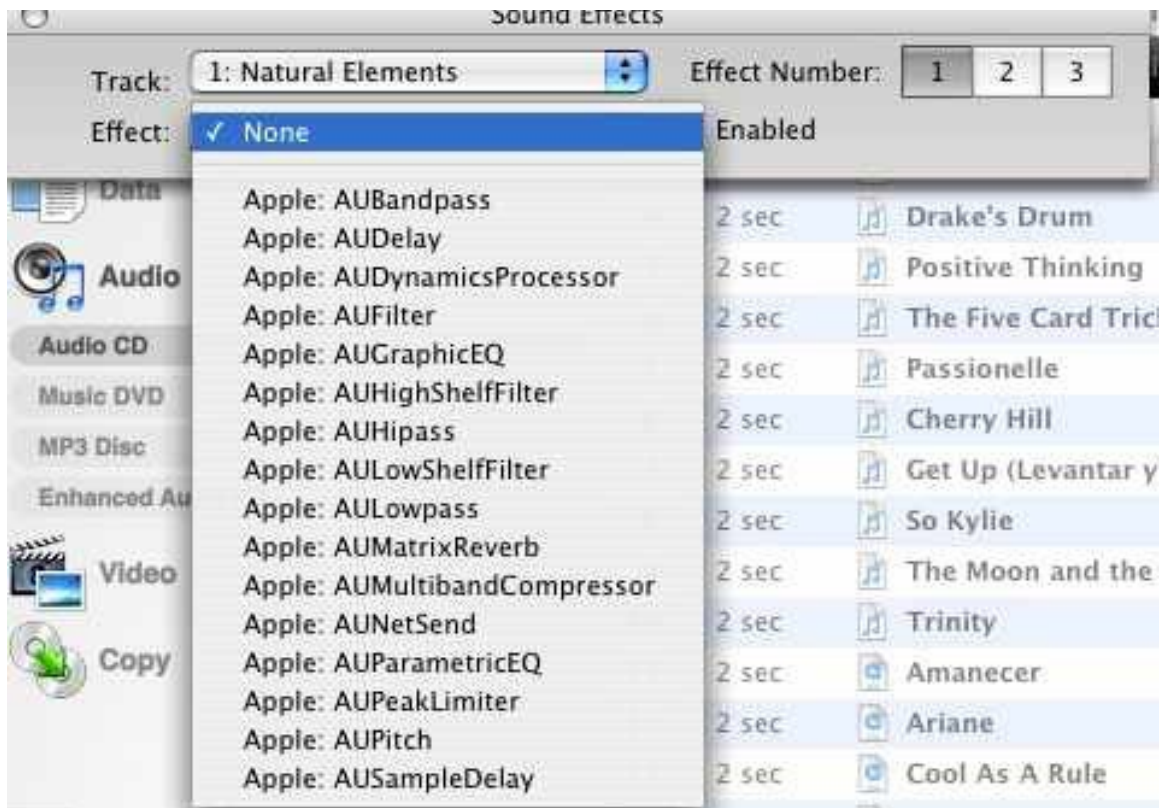 Sound Effects
Track: 1: Natural Elements Effect Number: 1 2 3
Effect: ✓ None Enabled
Apple: AUBandpass
Apple: AUDelay
Apple: AUDynamicsProcessor
Apple: AUFilter
Apple: AUGraphicEQ
Apple: AUHighShelfFilter
Apple: AUHipass
Apple: AULowShelfFilter
Apple: AULowpass
Apple: AUMatrixReverb
Apple: AUMultibandCompressor
Apple: AUNetSend
Apple: AUParametricEQ
Apple: AUPeakLimiter
Apple: AUPitch
Apple: AUSampleDelay
Data
Audio
Audio CD
Music DVD
MP3 Disc
Enhanced Au
Video
Copy
2 sec Drake's Drum
2 sec Positive Thinking
2 sec The Five Card Tric
2 sec Passionelle
2 sec Cherry Hill
2 sec Get Up (Levantar y
2 sec So Kylie
2 sec The Moon and the
2 sec Trinity
2 sec Amanecer
2 sec Ariane
2 sec Cool As A Rule